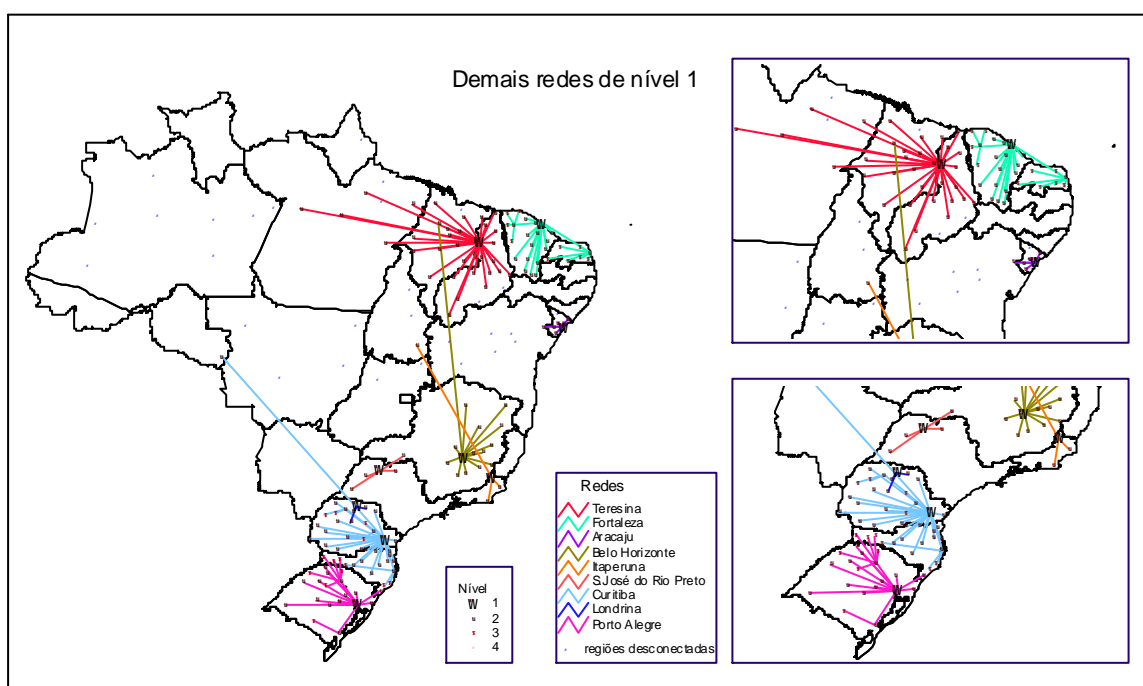 Demais redes de nível 1
Redes
Teresina
Fortaleza
Aracaju
Belo Horizonte
Itaperuna
S.José do Rio Preto
Curitiba
Londrina
Porto Alegre
regiões desconectadas
Nível
W 1
2
3
4